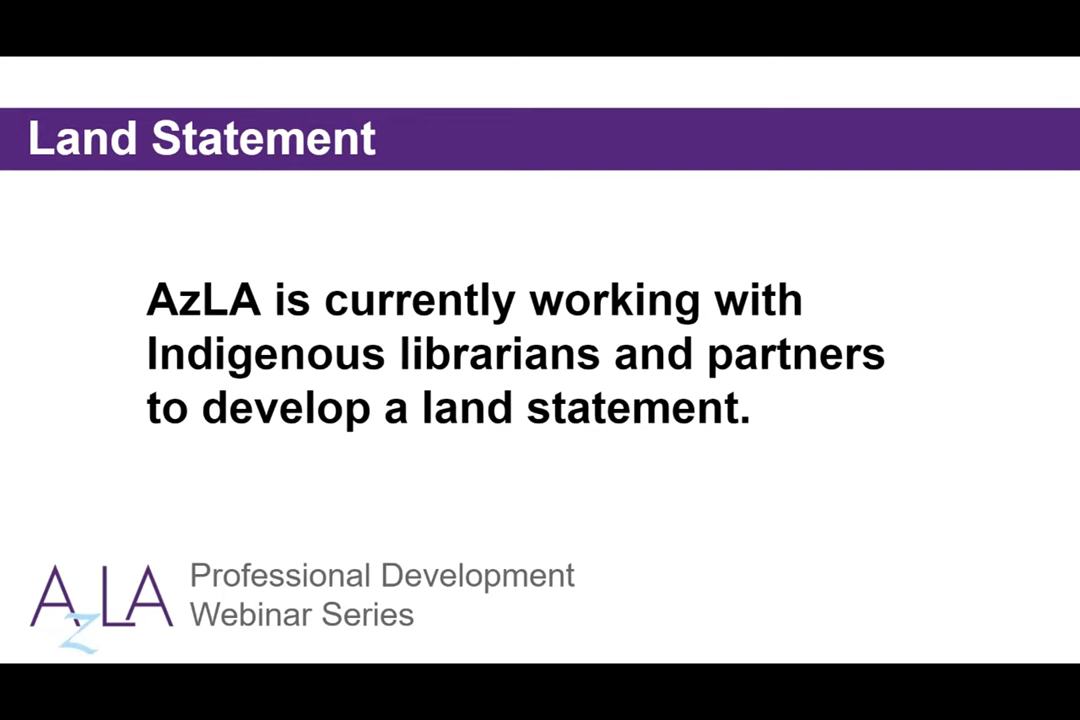 Land Statement
AzLA is currently working with
Indigenous librarians and partners
to develop a land statement.
AzLA
Professional Development
Webinar Series